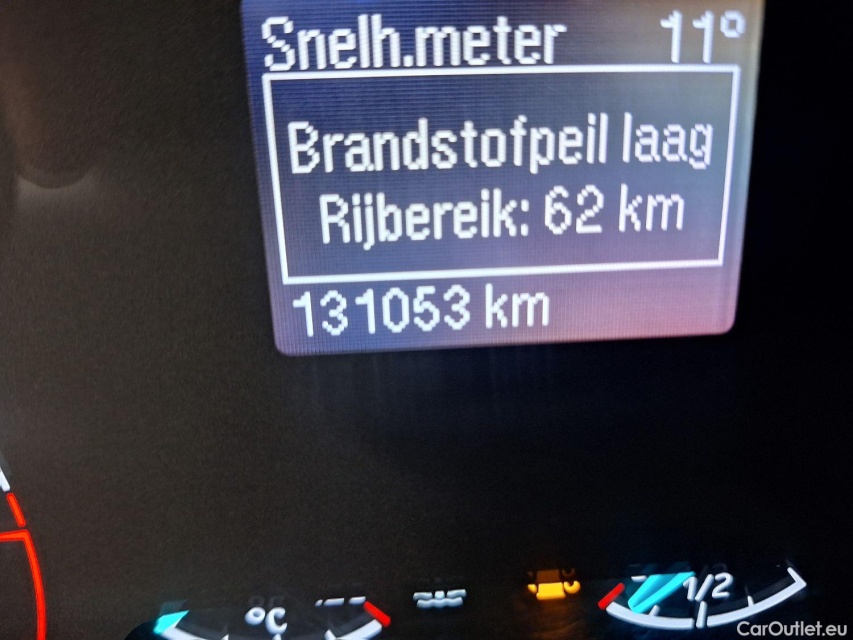 Snelh.meter 11°
Brandstofpeil laag
Rijbereik: 62 km
131053 km
°C
1/2
CarOutlet.eu